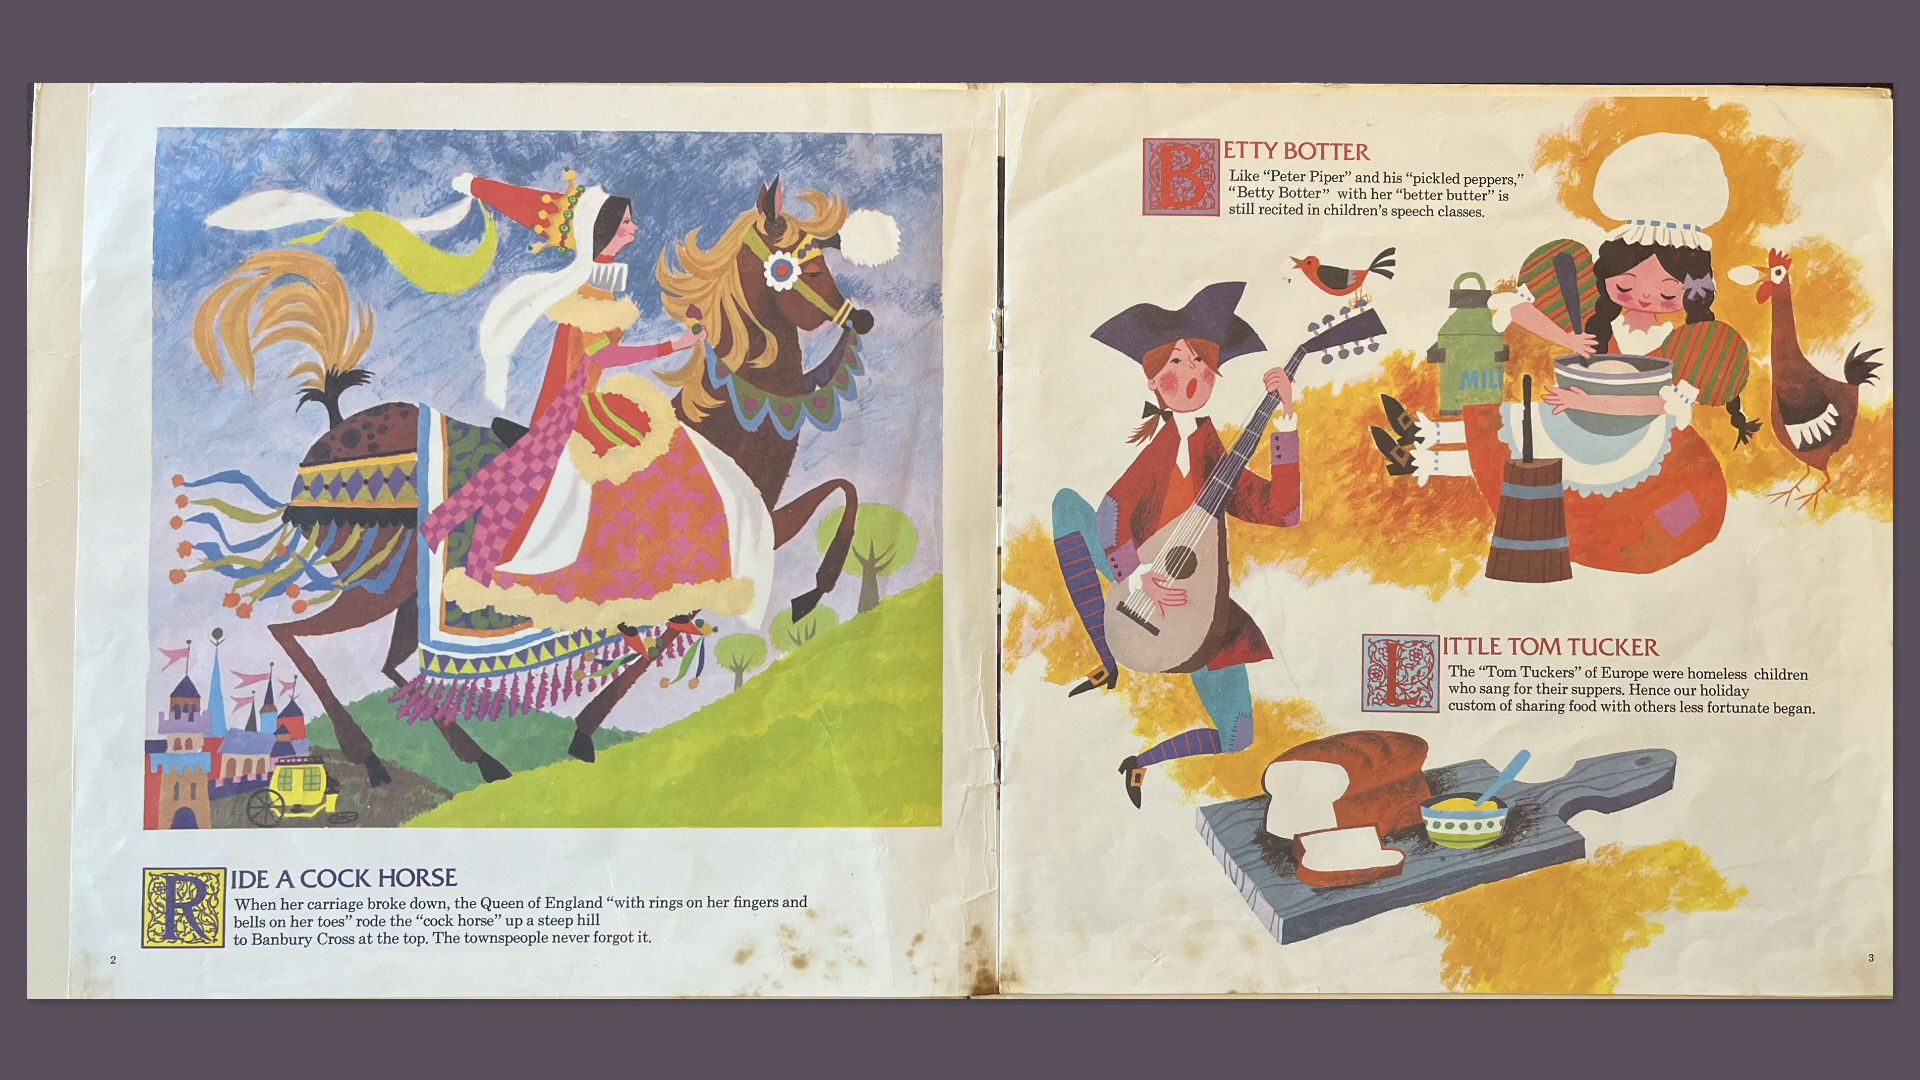 RIDE A COCK HORSE
When her carriage broke down, the Queen of England “with rings on her fingers and
bells on her toes” rode the “cock horse” up a steep hill
to Banbury Cross at the top. The townspeople never forgot it.
2
BETTY BOTTER
Like “Peter Piper” and his “pickled peppers,”
“Betty Botter” with her “better butter” is
still recited in children’s speech classes.
MILK
LITTLE TOM TUCKER
The “Tom Tuckers” of Europe were homeless children
who sang for their suppers. Hence our holiday
custom of sharing food with others less fortunate began.
3